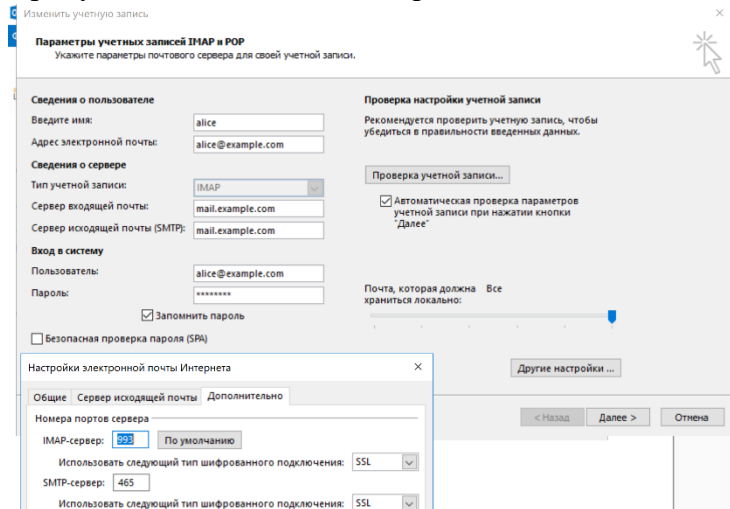 Изменить учетную запись
Параметры учетных записей IMAP и POP
Укажите параметры почтового сервера для своей учетной записи.
Сведения о пользователе
Введите имя:
alice
Адрес электронной почты:
alice@example.com
Сведения о сервере
Тип учетной записи:
IMAP
Сервер входящей почты:
mail.example.com
Сервер исходящей почты (SMTP):
mail.example.com
Вход в систему
Пользователь:
alice@example.com
Пароль:
********
Запомнить пароль
Безопасная проверка пароля (SPA)
Проверка настройки учетной записи
Рекомендуется проверить учетную запись, чтобы
убедиться в правильности введенных данных.
Проверка учетной записи...
Автоматическая проверка параметров
учетной записи при нажатии кнопки
"Далее"
Почта, которая должна Все
храниться локально:
Другие настройки ...
< Назад
Далее >
Отмена
Настройки электронной почты Интернета
Общие
Сервер исходящей почты
Дополнительно
Номера портов сервера
IMAP-сервер: 993 По умолчанию
Использовать следующий тип шифрованного подключения: SSL
SMTP-сервер: 465
Использовать следующий тип шифрованного подключения: SSL